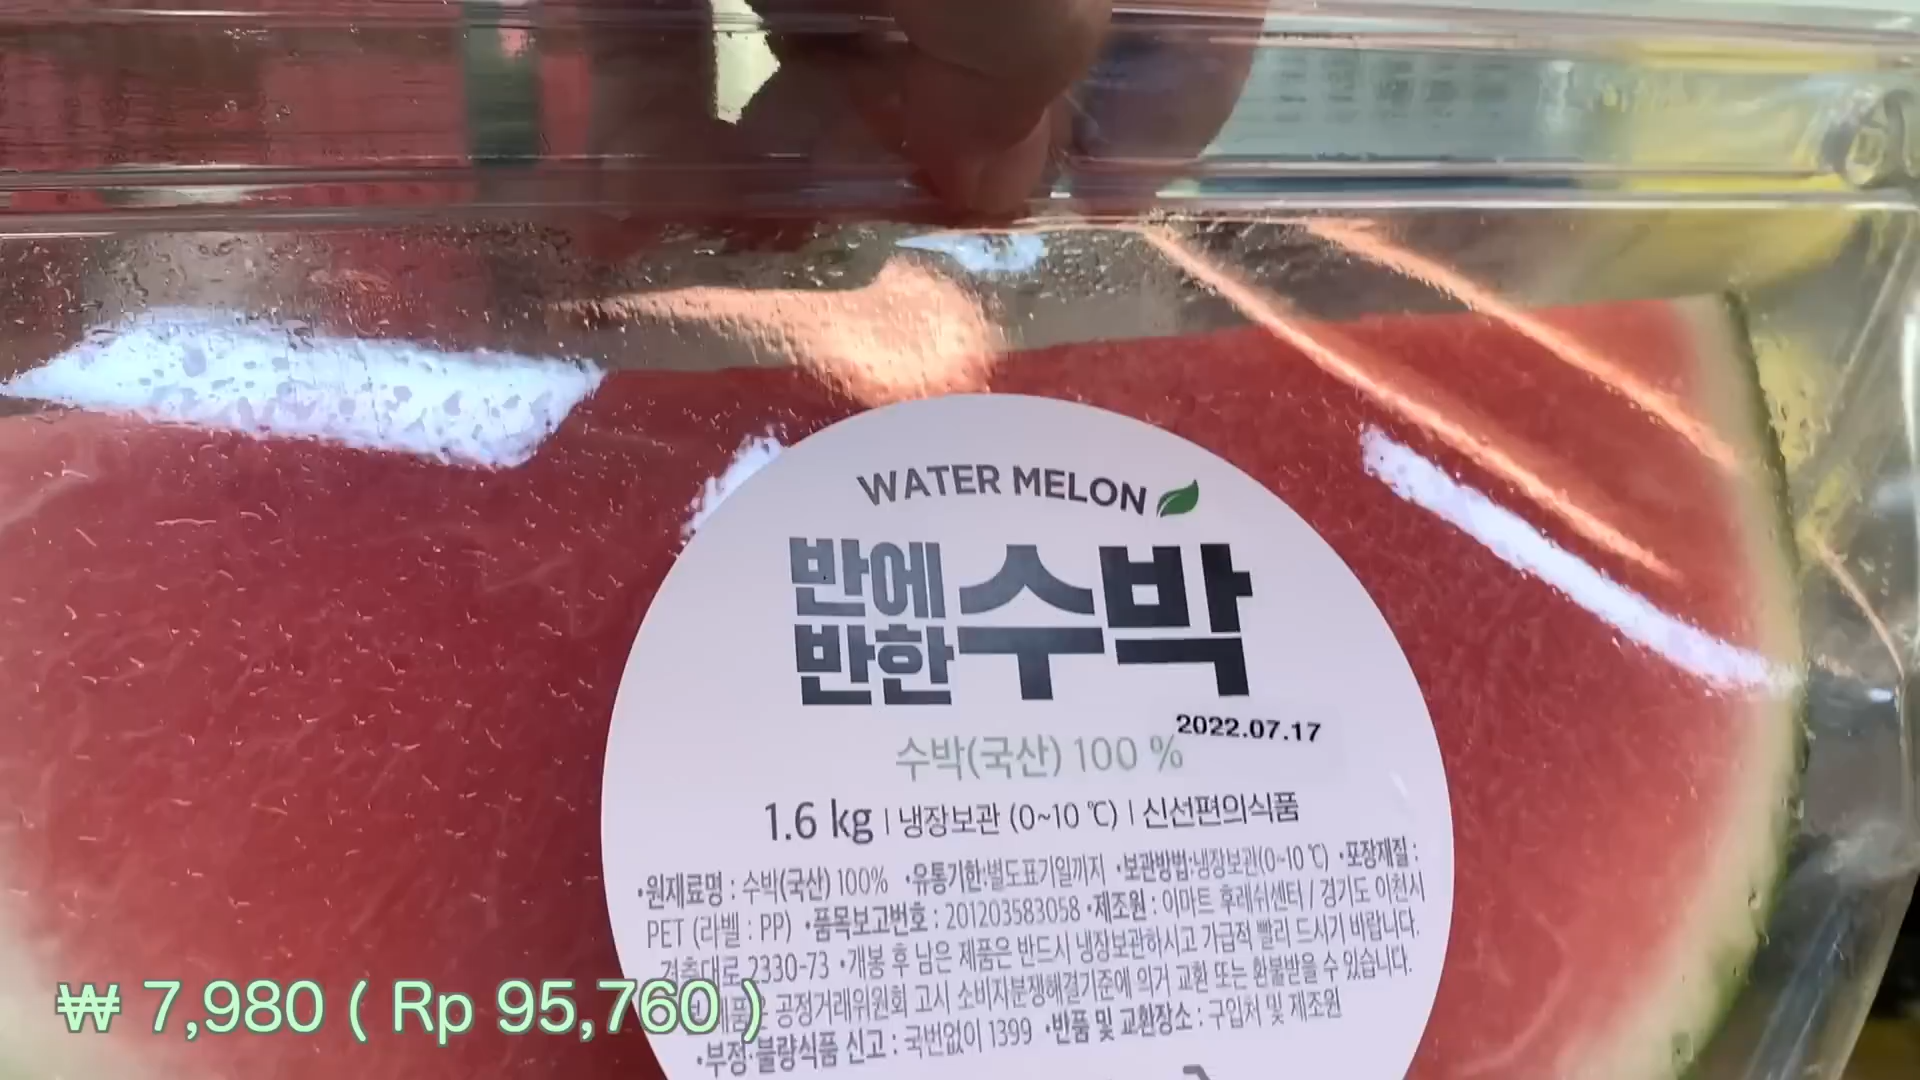 WATER MELON
반에
반한
수박
2022.07.17
수박(국산) 100 %
1.6 kg | 냉장보관 (0~10 ℃) | 신선편의식품
•원재료명 : 수박(국산) 100% •유통기한:별도표기일까지 •보관방법:냉장보관(0~10℃) •포장재질 :
PET (라벨 : PP) •품목보고번호 : 201203583058 •제조원 : 이마트 후레쉬센터 / 경기도 이천시
경충대로 2330-73 •개봉 후 남은 제품은 반드시 냉장보관하시고 가급적 빨리 드시기 바랍니다.
제품은 공정거래위원회 고시 소비자분쟁해결기준에 의거 교환 또는 환불받을 수 있습니다.
•부정·불량식품 신고 : 국번없이 1399 •반품 및 교환장소 : 구입처 및 제조원
₩ 7,980 ( Rp 95,760 )